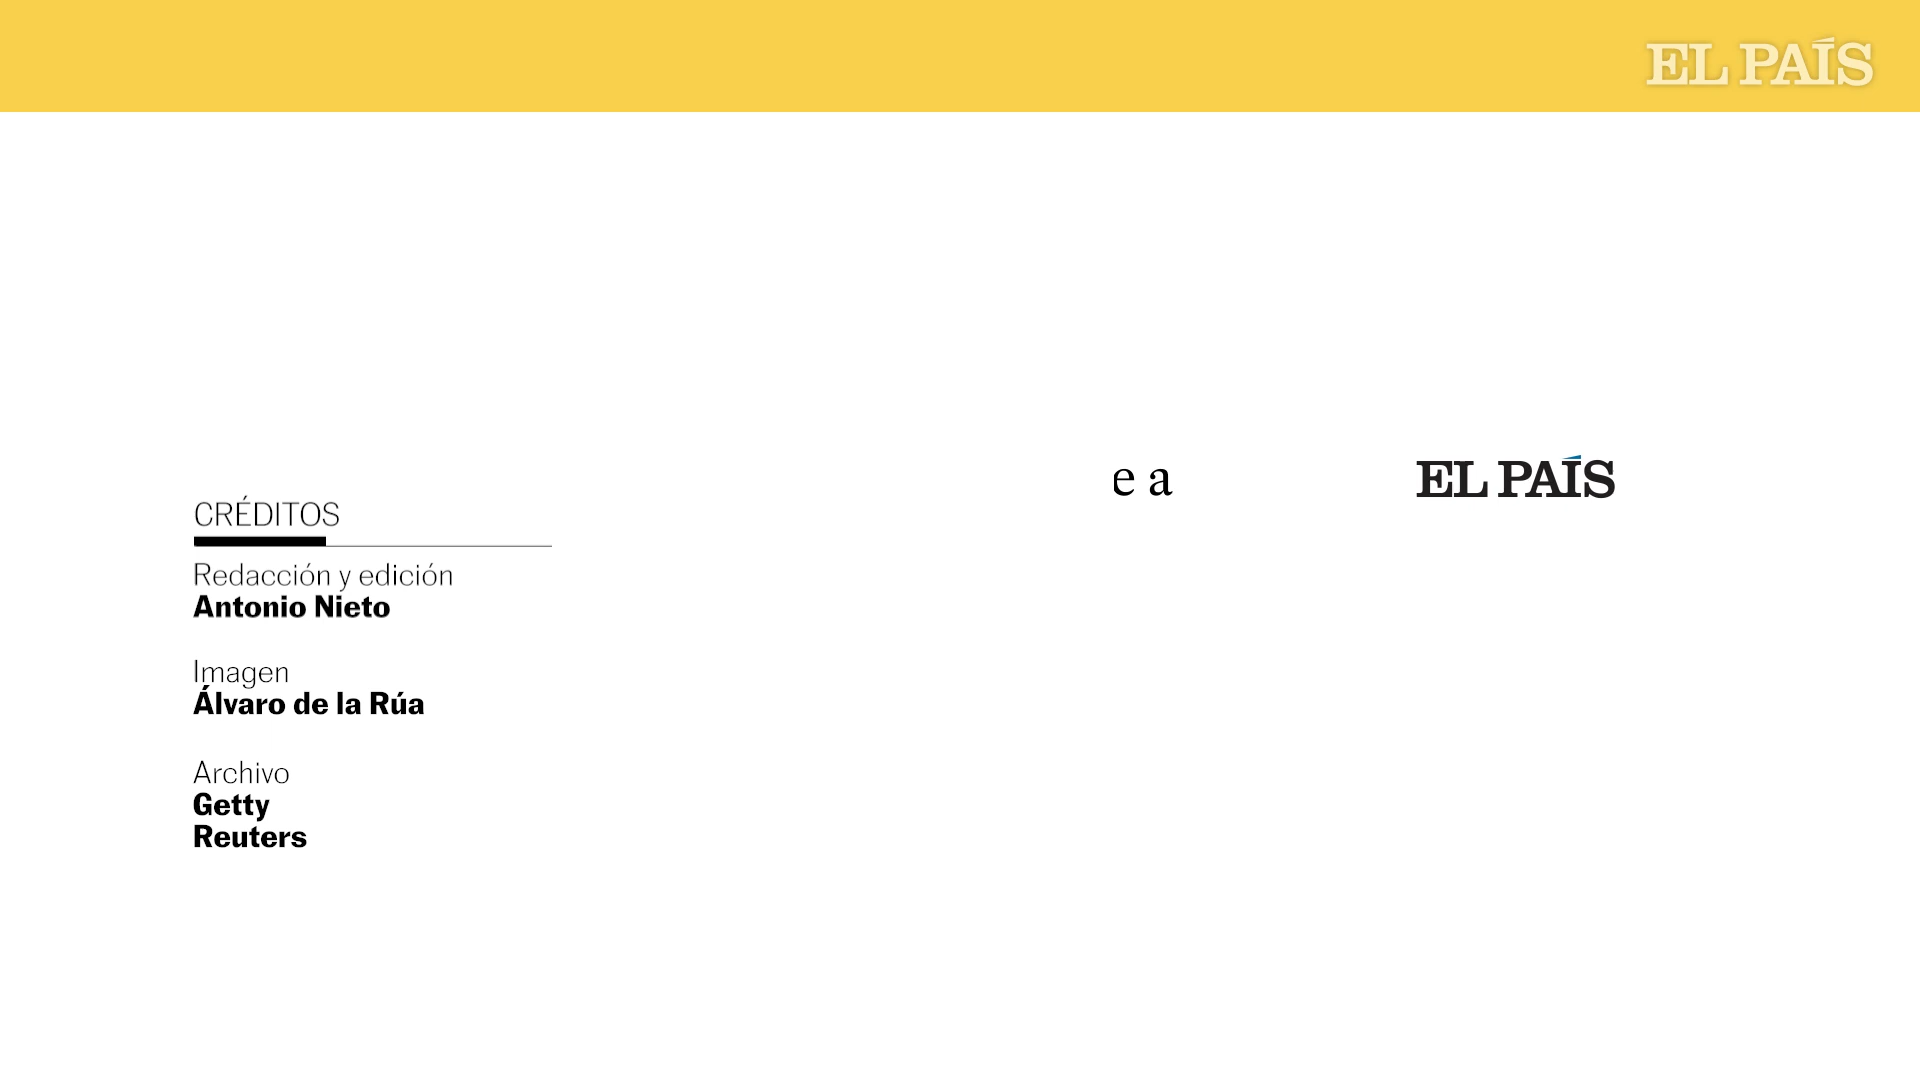 EL PAÍS
e a EL PAÍS
CRÉDITOS
Redacción y edición
Antonio Nieto
Imagen
Álvaro de la Rúa
Archivo
Getty
Reuters